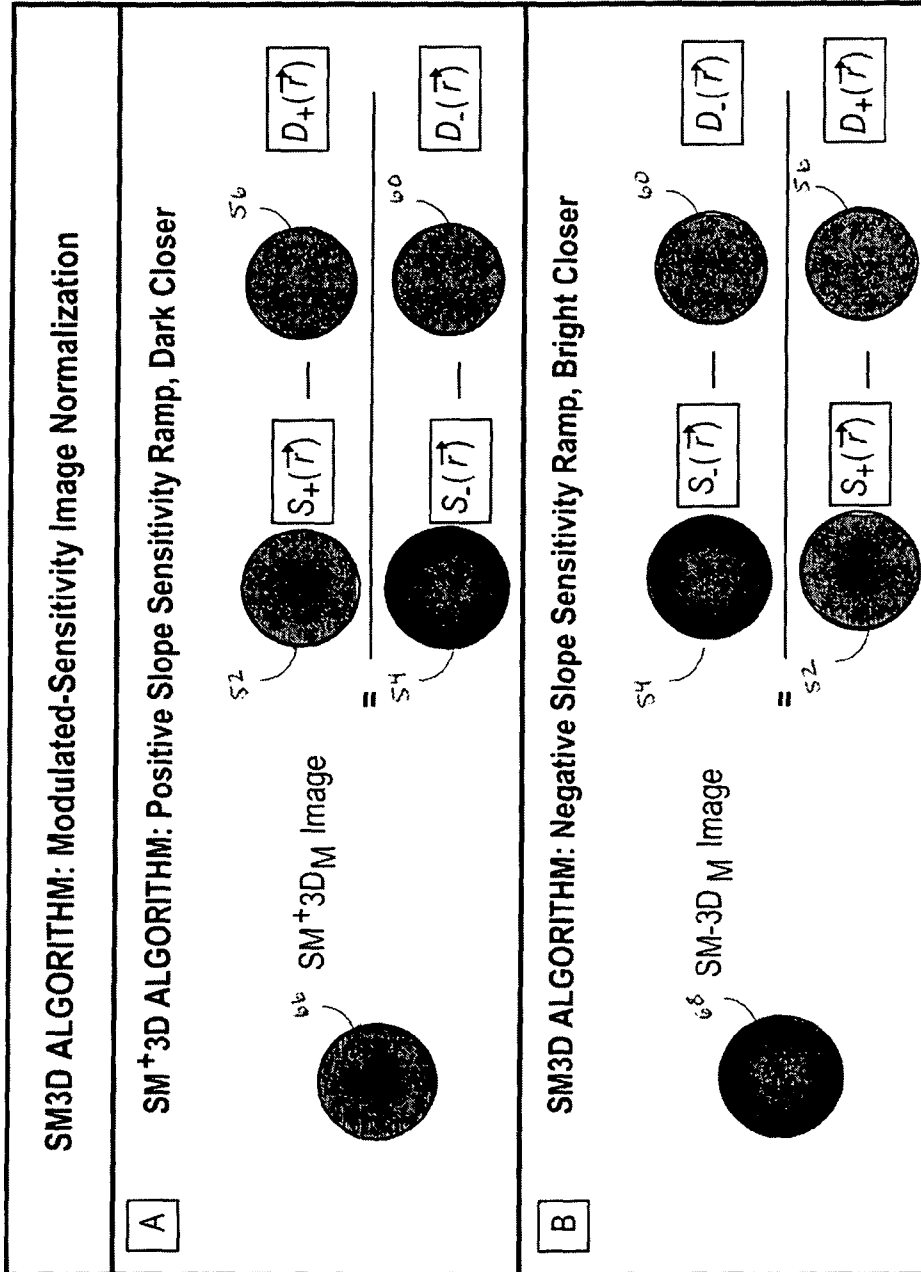 SM3D ALGORITHM: Modulated-Sensitivity Image Normalization
A
SM+3D ALGORITHM: Positive Slope Sensitivity Ramp, Dark Closer
66
SM+3DM Image
=
52
S+(r⃗)
—
56
D+(r⃗)
54
S-(r⃗)
—
60
D-(r⃗)
B
SM3D ALGORITHM: Negative Slope Sensitivity Ramp, Bright Closer
68
SM-3D M Image
=
54
S-(r⃗)
—
60
D-(r⃗)
52
S+(r⃗)
—
56
D+(r⃗)